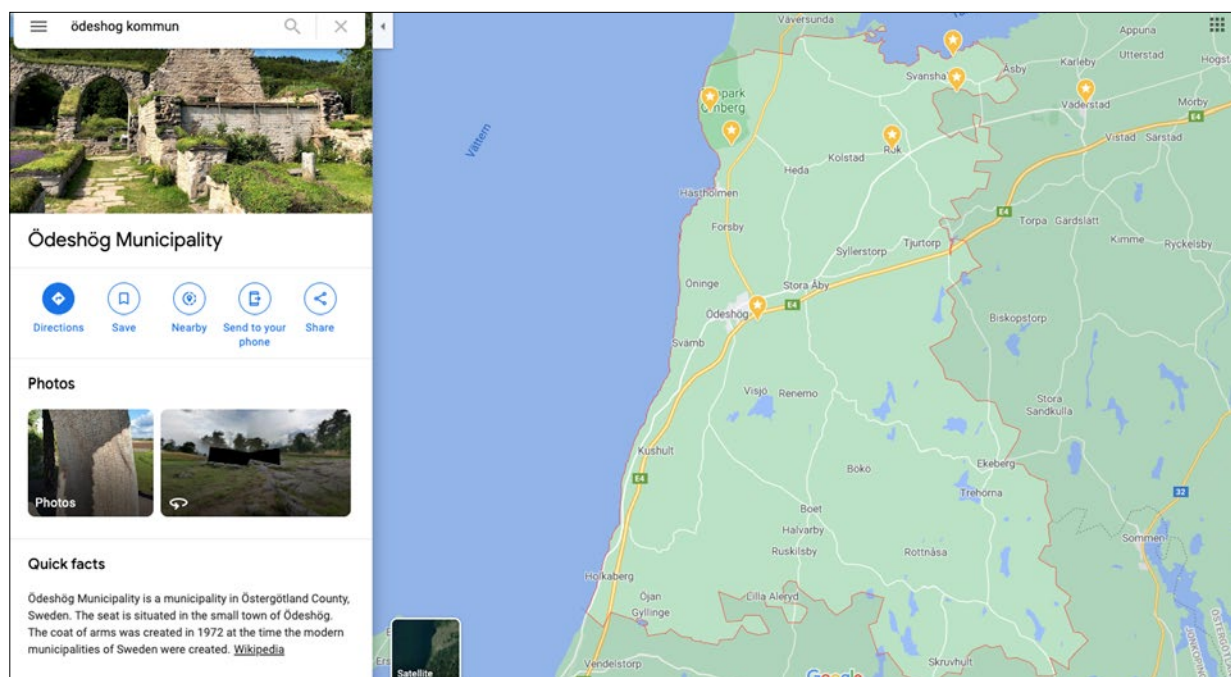 ödeshog kommun
Ödeshög Municipality
Directions
Save
Nearby
Send to your
phone
Share
Photos
Photos
Quick facts
Ödeshög Municipality is a municipality in Östergötland County,
Sweden. The seat is situated in the small town of Ödeshög.
The coat of arms was created in 1972 at the time the modern
municipalities of Sweden were created. Wikipedia
Satellite
Väversunda
Appuna
Karleby
Utterstad
Åsby
Svansha
Hogst
Väderstad
Mörby
E4
Vistad
Sarstad
Kolstad
Heda
Vättern
Hästholmen
Forsby
E4
Torpa
Gärdslätt
Kimme
Ryckelsby
Tjurtorp
Syllerstorp
Öninge
Stora Åby
E4
Ödeshög
Biskopstorp
Svämb
Visjö
Renemo
Stora
Sandkulla
Kushult
E4
Boko
Ekeberg
Trehörna
32
Boet
Halvarby
Sommen
Ruskilsby
Rottnåsa
Holkaberg
Öjan
Gyllinge
Lilla Aleryd
Vendelstorp
Skruvhult
Google